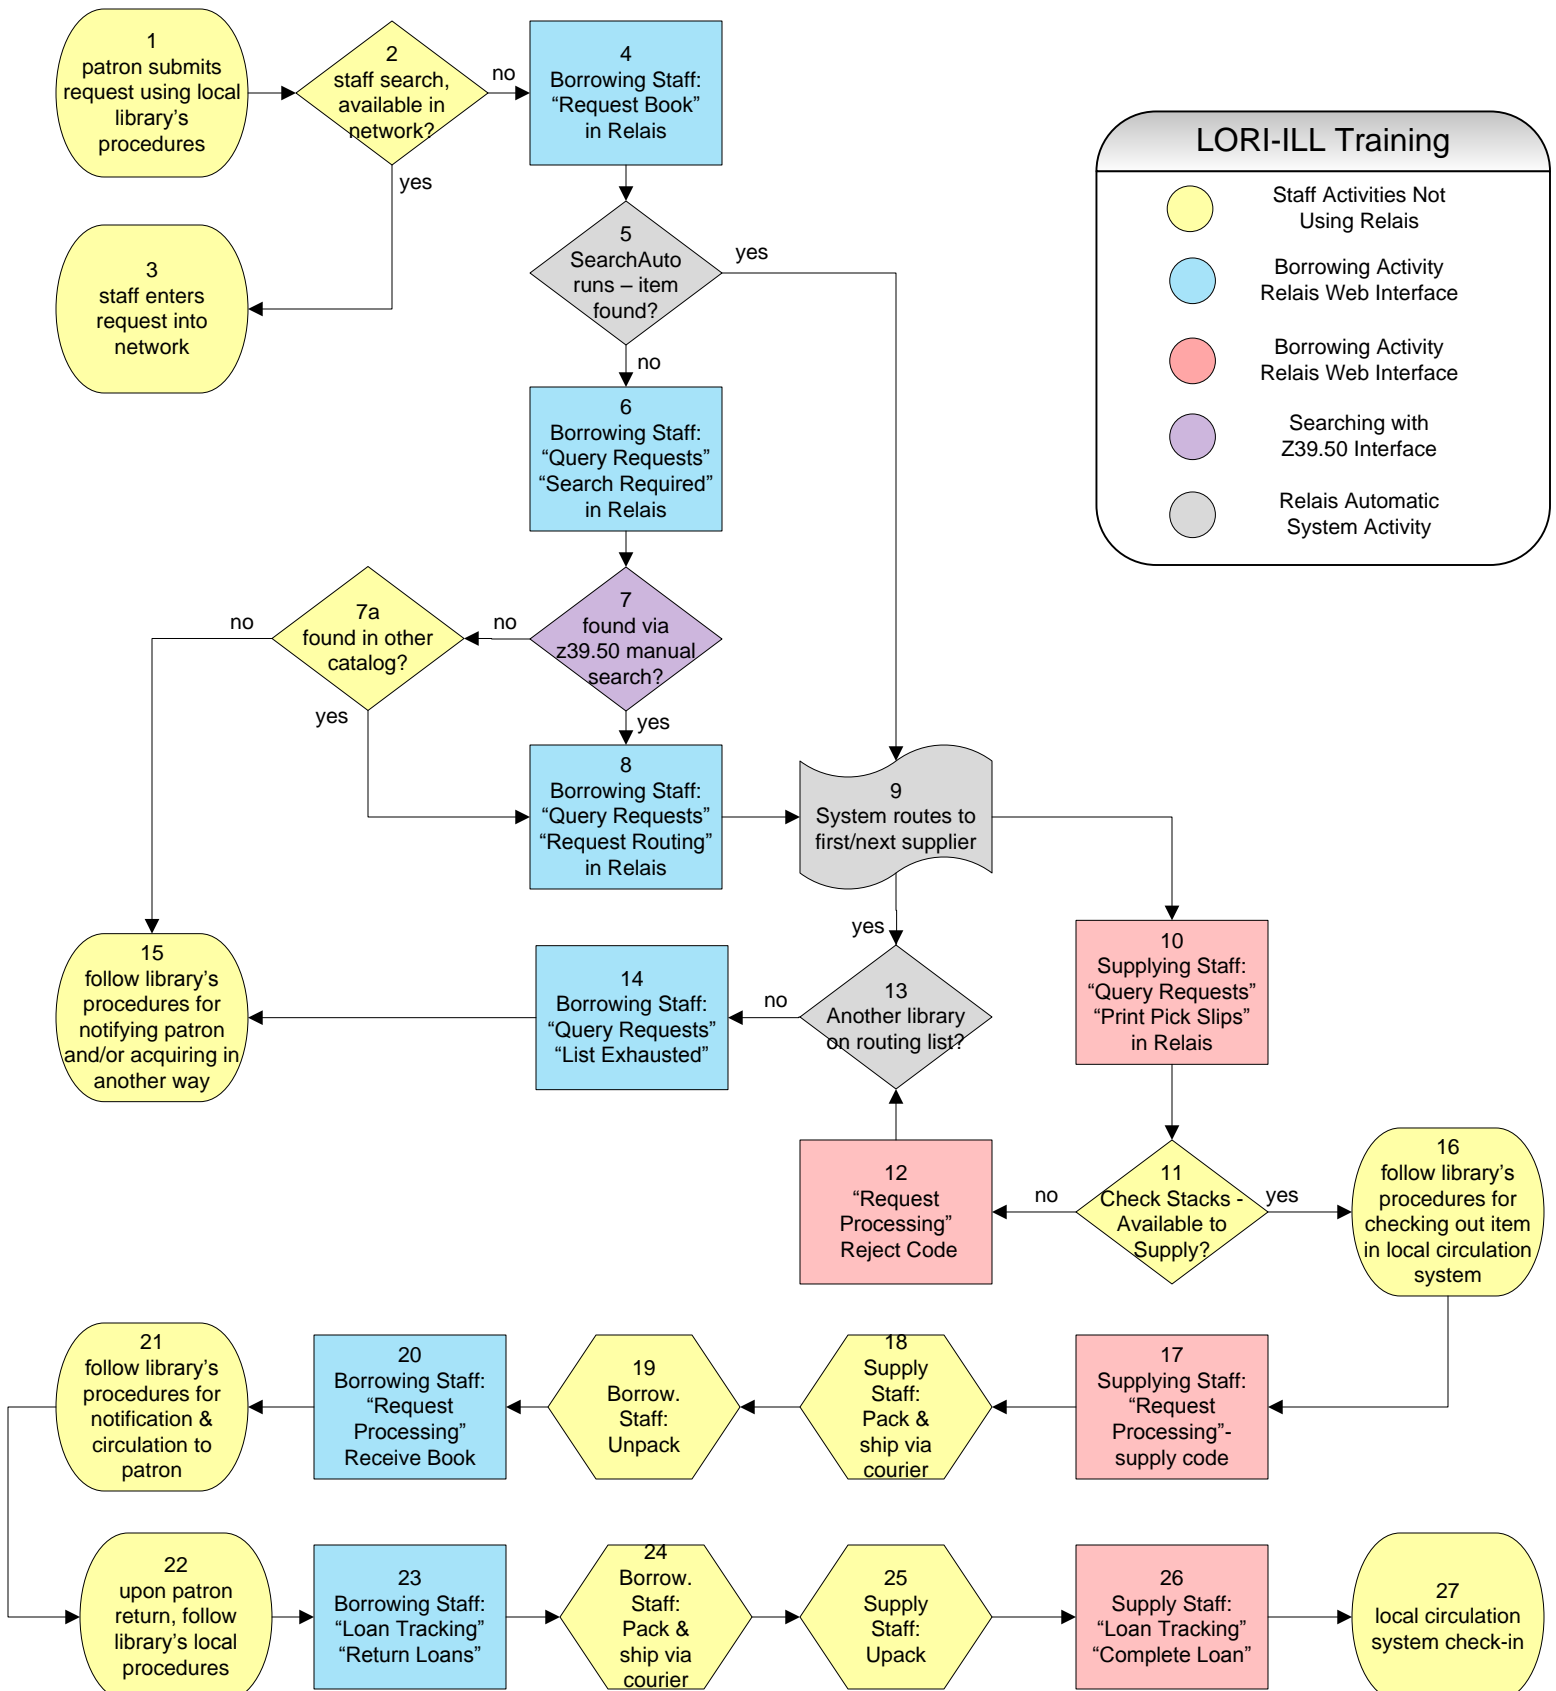 1
patron submits
request using local
library's
procedures
2
staff search,
available in
network?
no
yes
3
staff enters
request into
network
4
Borrowing Staff:
“Request Book”
in Relais
LORI-ILL Training
Staff Activities Not
Using Relais
Borrowing Activity
Relais Web Interface
Borrowing Activity
Relais Web Interface
Searching with
Z39.50 Interface
Relais Automatic
System Activity
5
SearchAuto
runs – item
found?
yes
no
6
Borrowing Staff:
“Query Requests”
“Search Required”
in Relais
7
found via
z39.50 manual
search?
no
yes
7a
found in other
catalog?
no
yes
8
Borrowing Staff:
“Query Requests”
“Request Routing”
in Relais
9
System routes to
first/next supplier
yes
10
Supplying Staff:
“Query Requests”
“Print Pick Slips”
in Relais
13
Another library
on routing list?
no
14
Borrowing Staff:
“Query Requests”
“List Exhausted”
15
follow library’s
procedures for
notifying patron
and/or acquiring in
another way
12
“Request
Processing”
Reject Code
11
Check Stacks -
Available to
Supply?
no
yes
16
follow library’s
procedures for
checking out item
in local circulation
system
17
Supplying Staff:
“Request
Processing”-
supply code
18
Supply
Staff:
Pack &
ship via
courier
19
Borrow.
Staff:
Unpack
20
Borrowing Staff:
“Request
Processing”
Receive Book
21
follow library’s
procedures for
notification &
circulation to
patron
22
upon patron
return, follow
library’s local
procedures
23
Borrowing Staff:
“Loan Tracking”
“Return Loans”
24
Borrow.
Staff:
Pack &
ship via
courier
25
Supply
Staff:
Upack
26
Supply Staff:
“Loan Tracking”
“Complete Loan”
27
local circulation
system check-in